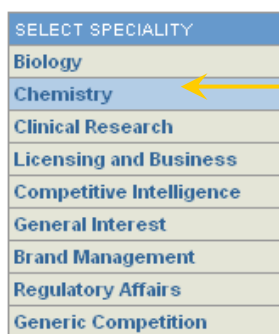 SELECT SPECIALITY
Biology
Chemistry
Clinical Research
Licensing and Business
Competitive Intelligence
General Interest
Brand Management
Regulatory Affairs
Generic Competition